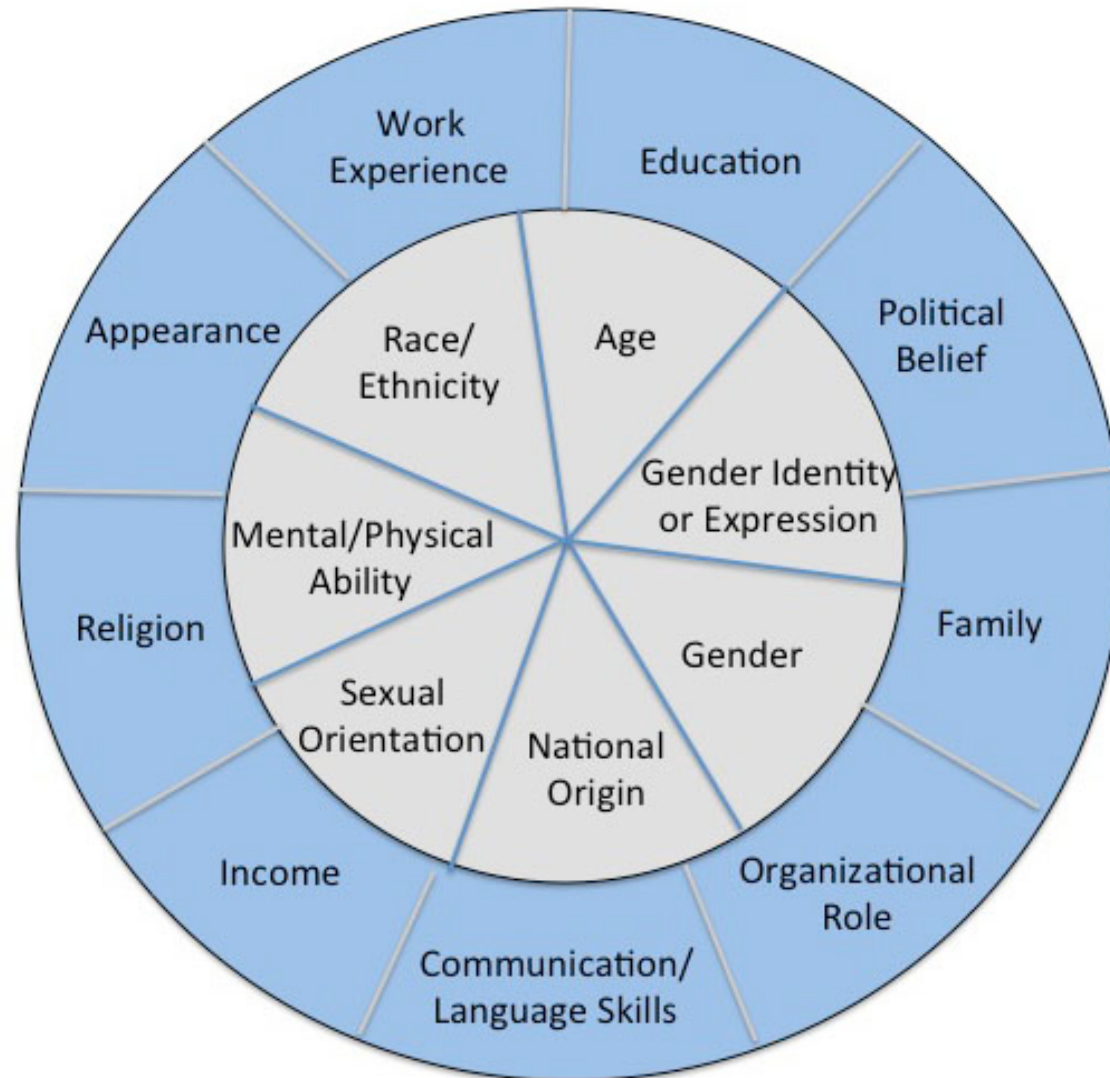 Work
Experience
Education
Political
Belief
Family
Organizational
Role
Communication/
Language Skills
Income
Religion
Appearance
Race/
Ethnicity
Age
Gender Identity
or Expression
Gender
National
Origin
Sexual
Orientation
Mental/Physical
Ability